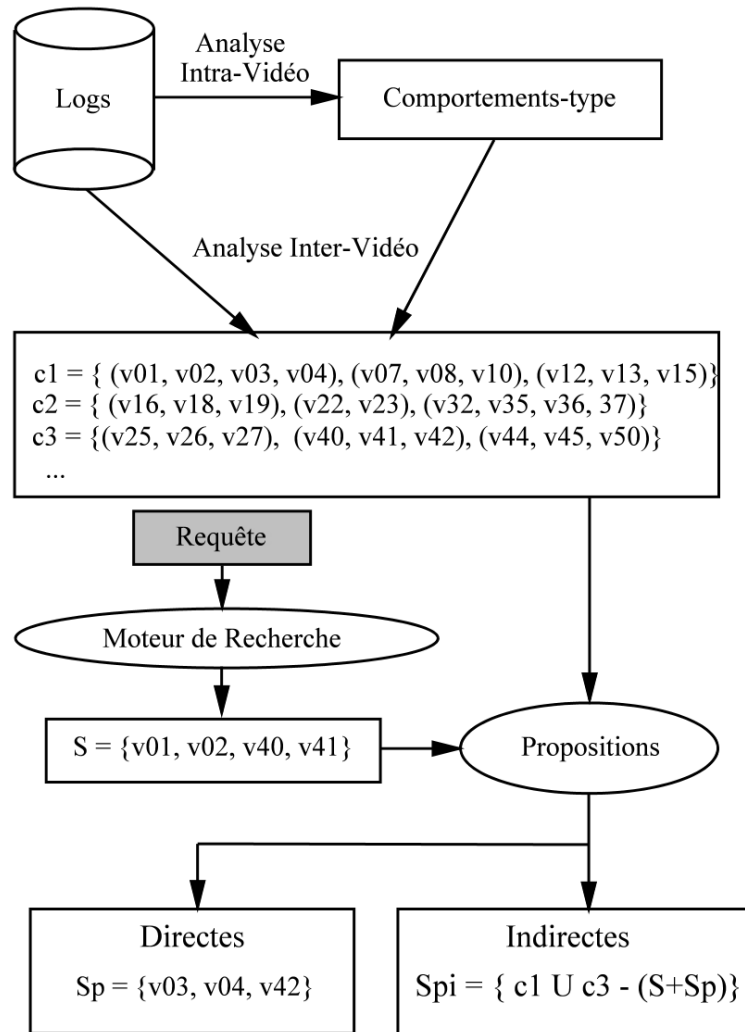 Analyse
Intra-Vidéo
Logs
Comportements-type
Analyse Inter-Vidéo
c1 = { (v01, v02, v03, v04), (v07, v08, v10), (v12, v13, v15)}
c2 = { (v16, v18, v19), (v22, v23), (v32, v35, v36, 37)}
c3 = {(v25, v26, v27), (v40, v41, v42), (v44, v45, v50)}
...
Requête
Moteur de Recherche
S = {v01, v02, v40, v41}
Propositions
Directes
Sp = {v03, v04, v42}
Indirectes
Spi = { c1 U c3 - (S+Sp)}